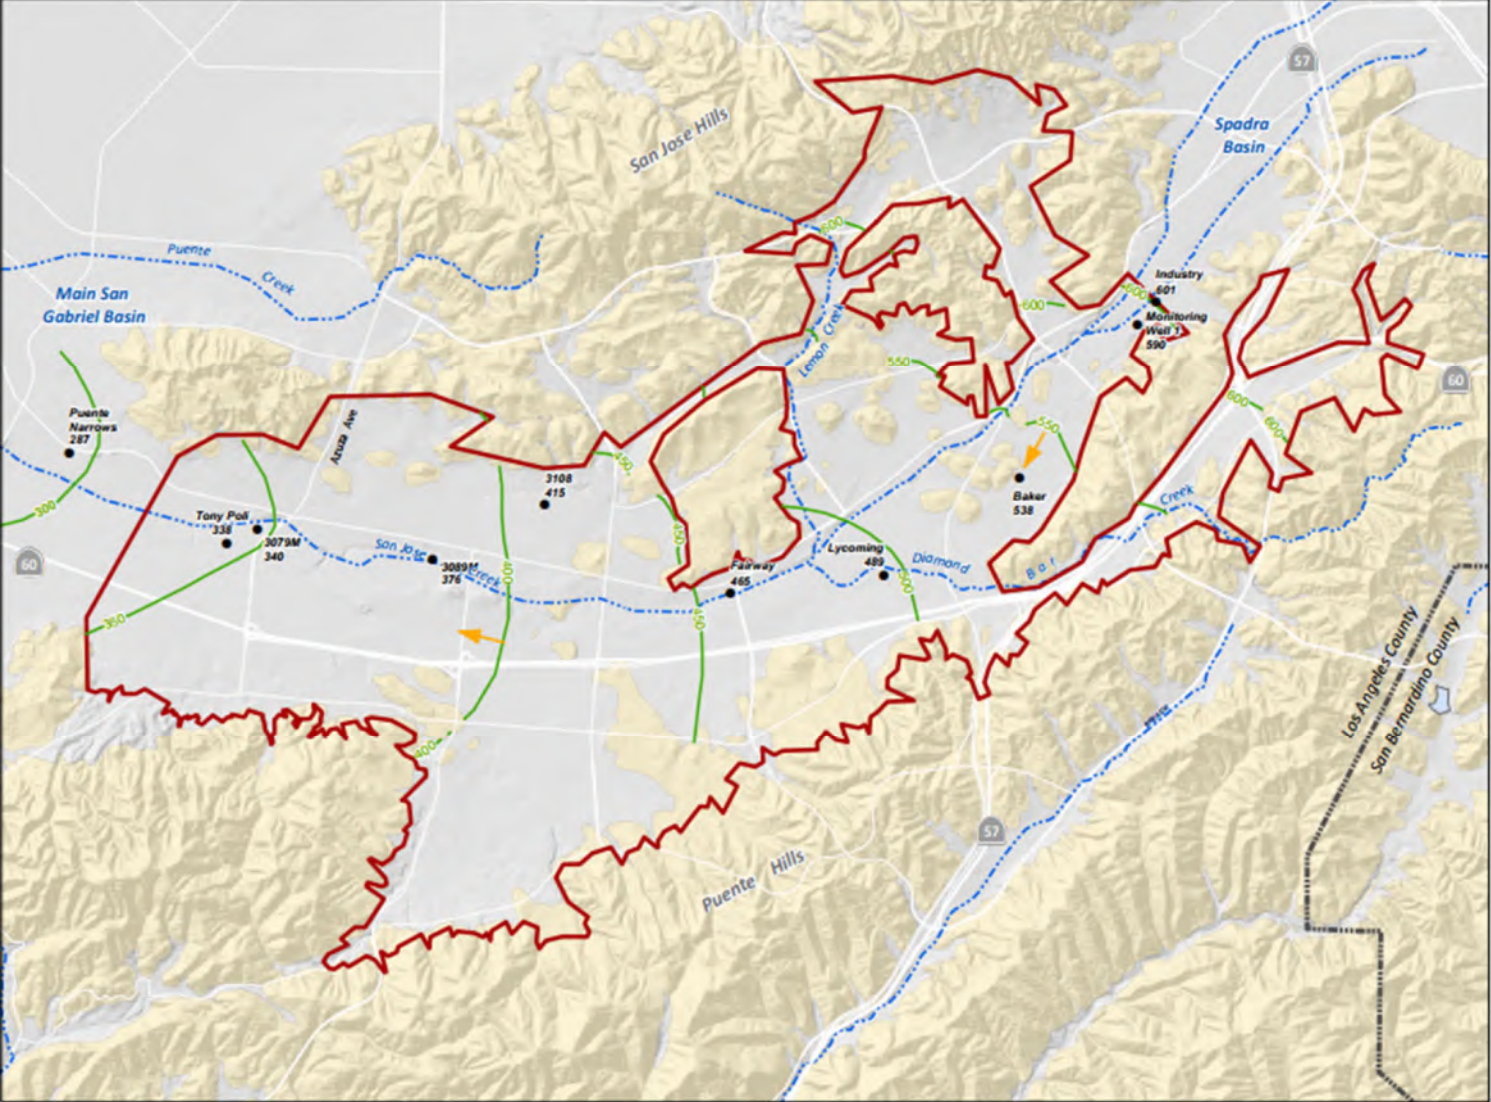 57
Spadra
Basin
San Jose Hills
600
Puente
Creek
Main San
Gabriel Basin
Industry
601
600
600
Monitoring
Well 1
590
Lemon Creek
550
60
600
600
550
Puente
Narrows
287
Azusa Ave
450
3108
415
Baker
538
Creek
300
Tony Poli
338
3079M
340
450
San Jose
Creek
3089M
376
400
Lycoming
489
Diamond
Bar
60
Fairway
465
500
350
450
Los Angeles County
San Bernardino County
400
57
Puente Hills